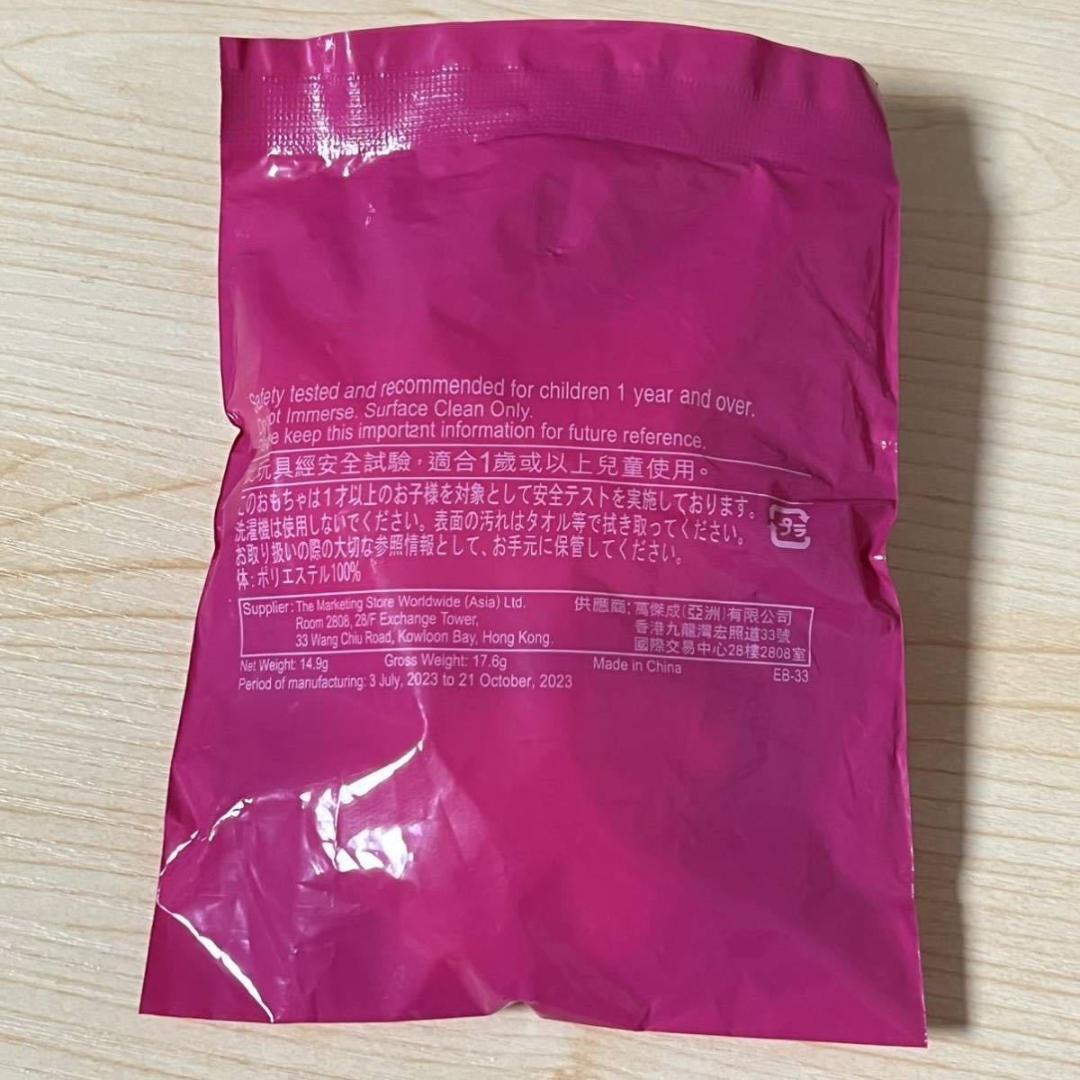 Safety tested and recommended for children 1 year and over.
not Immerse. Surface Clean Only.
keep this important information for future reference.
玩具經安全試驗，適合1歲或以上兒童使用。
このおもちゃは1才以上のお子様を対象として安全テストを実施しております。
洗濯機は使用しないでください。表面の汚れはタオル等で拭き取ってください。
お取り扱いの際の大切な参照情報として、お手元に保管してください。
体：ポリエステル100%
プラ
Supplier: The Marketing Store Worldwide (Asia) Ltd.
Room 2808, 28/F Exchange Tower,
33 Wang Chiu Road, Kowloon Bay, Hong Kong.
供應商：萬傑成(亞洲)有限公司
香港九龍灣宏照道33號
國際交易中心28樓2808室
Net Weight: 14.9g Gross Weight: 17.6g Made in China EB-33
Period of manufacturing: 3 July, 2023 to 21 October, 2023